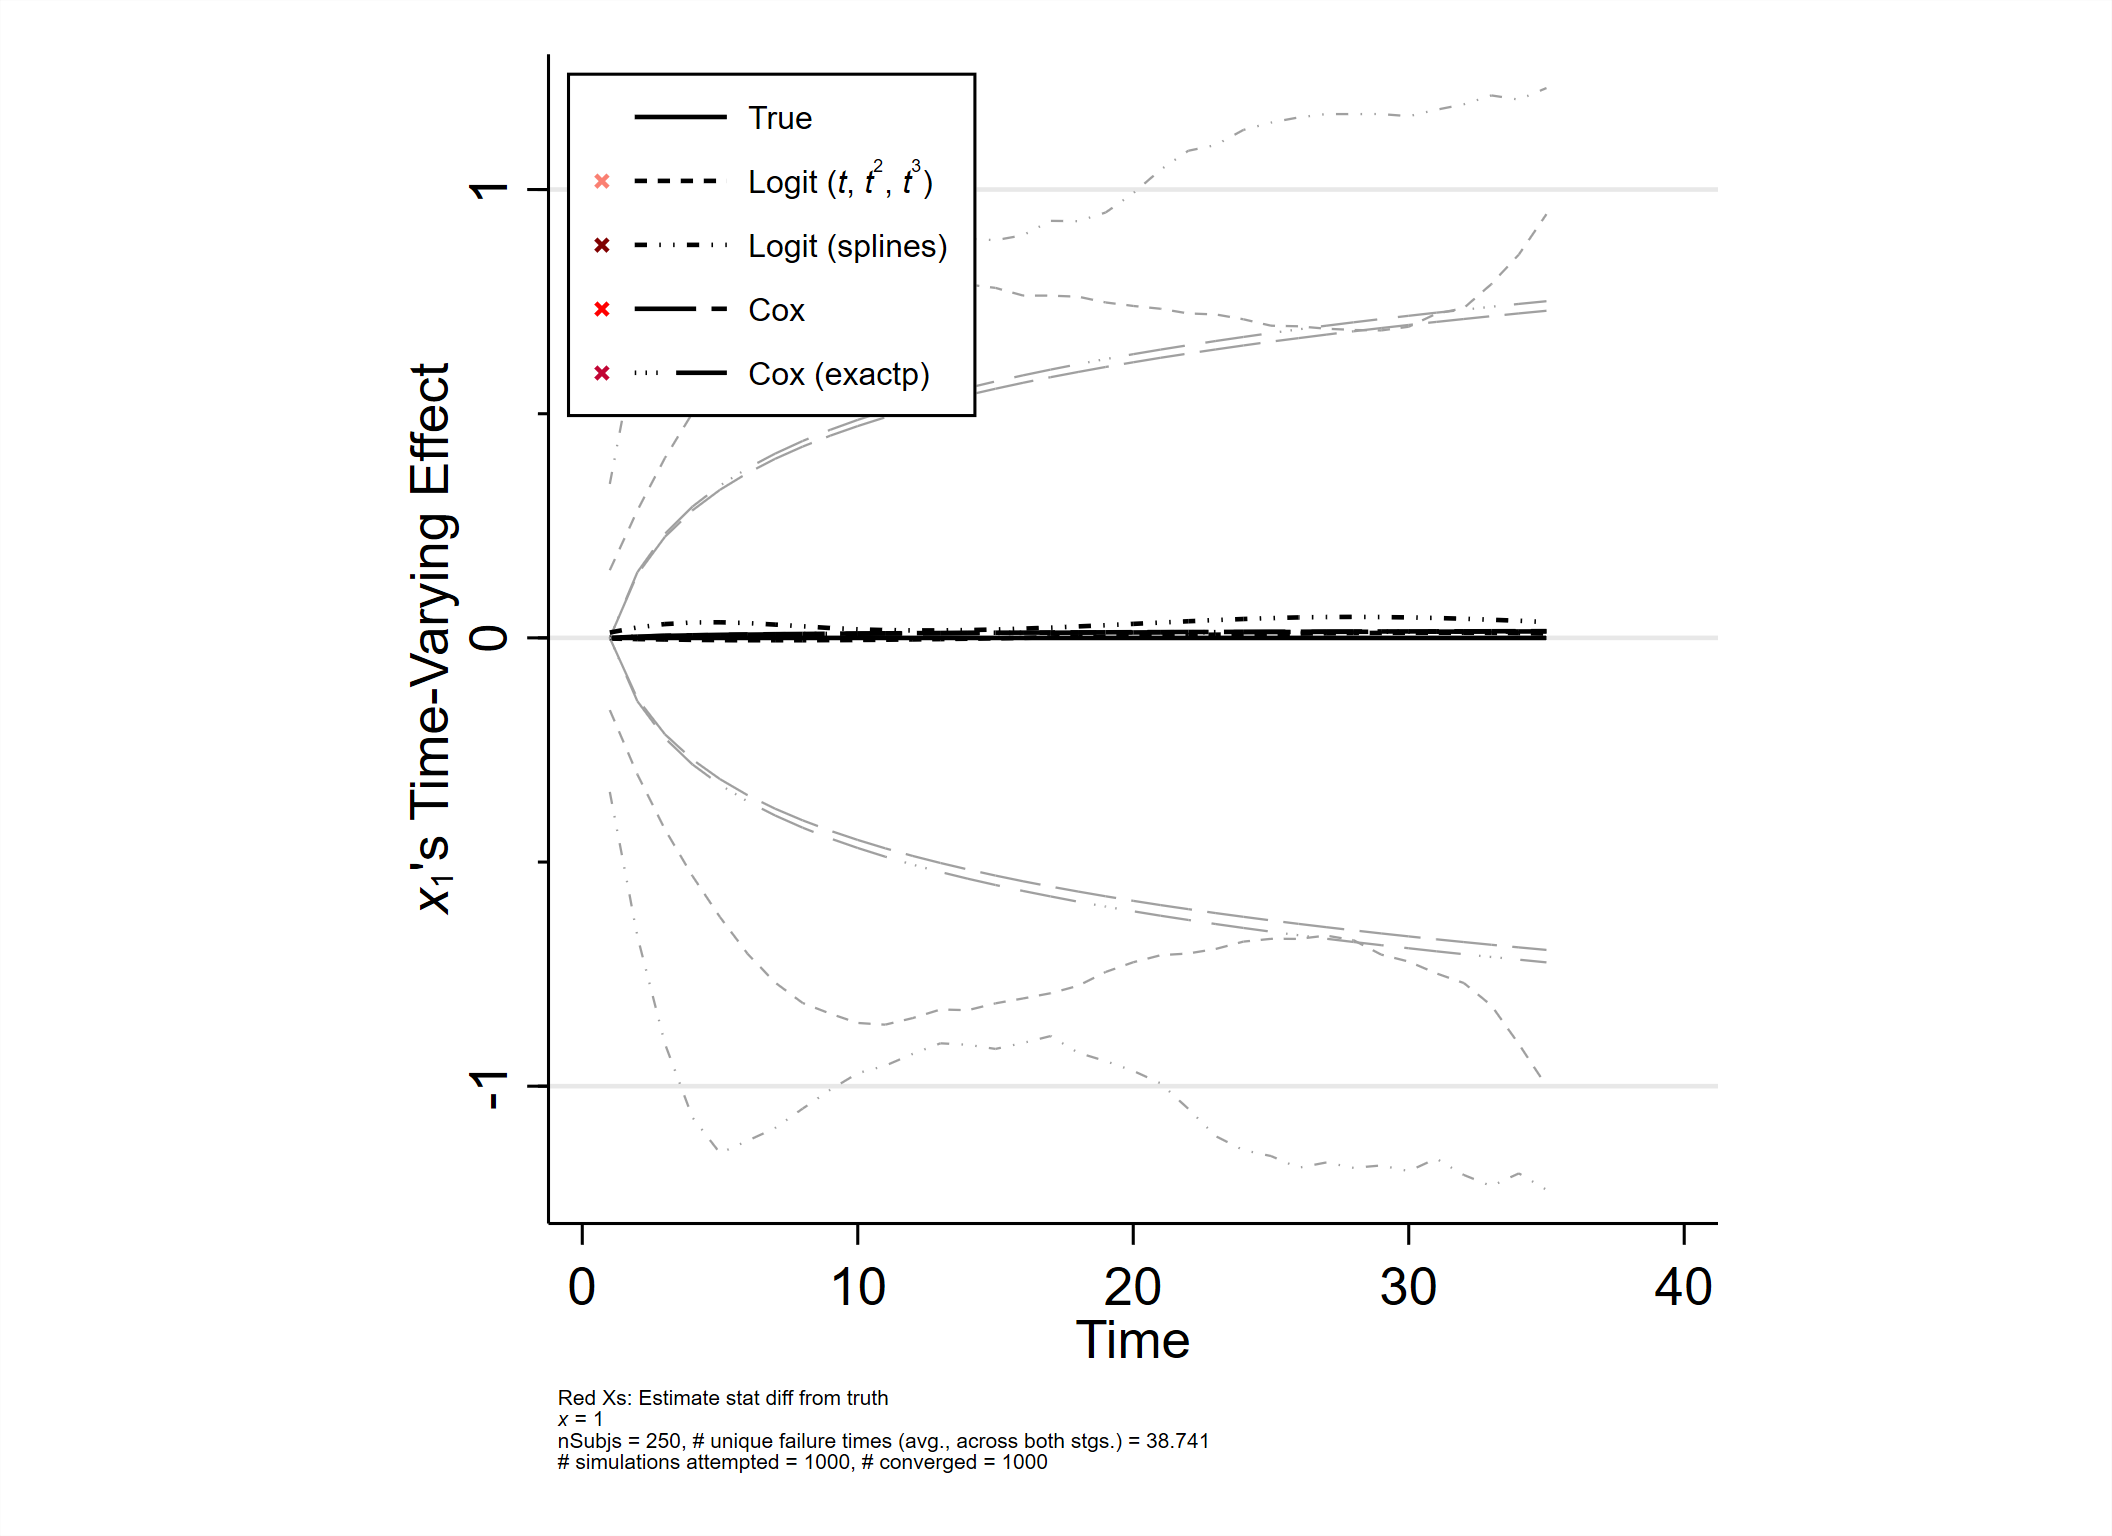 True
Logit (t, t², t³)
Logit (splines)
Cox
Cox (exactp)
x₁'s Time-Varying Effect
1
0
-1
0 10 20 30 40
Time
Red Xs: Estimate stat diff from truth
x = 1
nSubjs = 250, # unique failure times (avg., across both stgs.) = 38.741
# simulations attempted = 1000, # converged = 1000